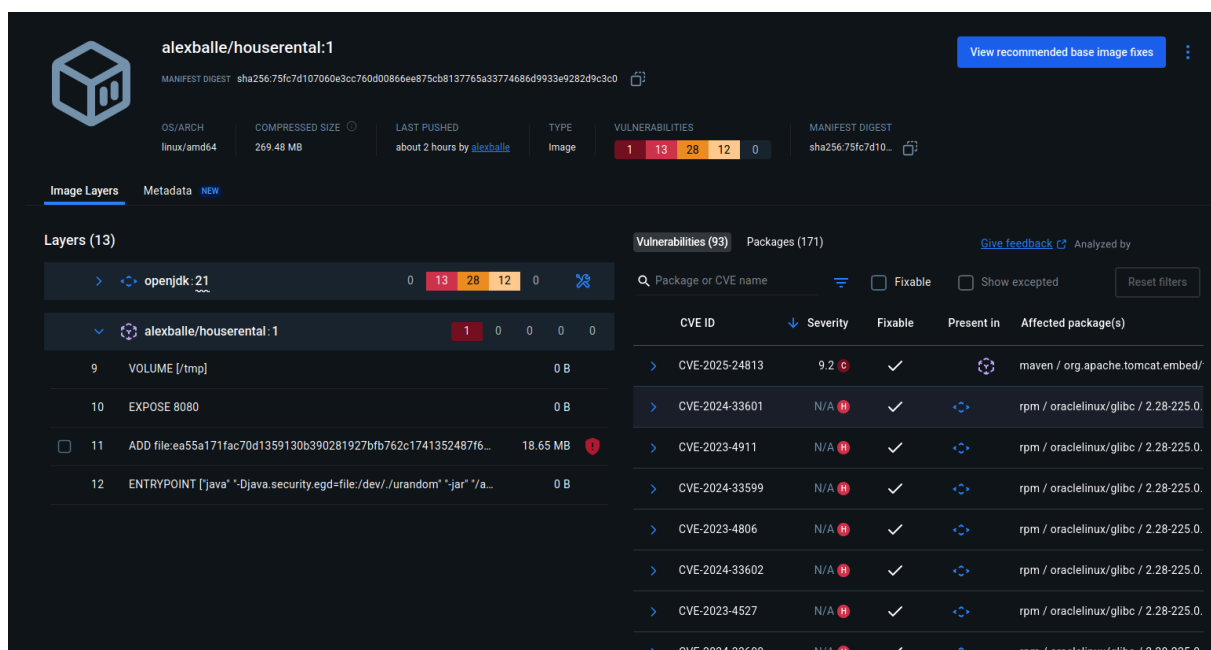 alexballe/houserental:1
View recommended base image fixes
MANIFEST DIGEST sha256:75fc7d107060e3cc760d00866ee875cb8137765a33774686d9933e9282d9c3c0
OS/ARCH COMPRESSED SIZE LAST PUSHED TYPE VULNERABILITIES MANIFEST DIGEST
linux/amd64 269.48 MB about 2 hours by alexballe Image 1 13 28 12 0 sha256:75fc7d10...
Image Layers Metadata NEW
Layers (13)
openjdk:21 0 13 28 12 0
alexballe/houserental:1 1 0 0 0 0
9 VOLUME [/tmp] 0 B
10 EXPOSE 8080 0 B
11 ADD file:ea55a171fac70d1359130b390281927bfb762c1741352487f6... 18.65 MB
12 ENTRYPOINT ["java" "-Djava.security.egd=file:/dev/./urandom" "-jar" "/a... 0 B
Vulnerabilities (93) Packages (171) Give feedback Analyzed by
Package or CVE name Fixable Show excepted Reset filters
CVE ID Severity Fixable Present in Affected package(s)
CVE-2025-24813 9.2 C maven / org.apache.tomcat.embed/
CVE-2024-33601 N/A H rpm / oraclelinux/glibc / 2.28-225.0.
CVE-2023-4911 N/A H rpm / oraclelinux/glibc / 2.28-225.0.
CVE-2024-33599 N/A H rpm / oraclelinux/glibc / 2.28-225.0.
CVE-2023-4806 N/A H rpm / oraclelinux/glibc / 2.28-225.0.
CVE-2024-33602 N/A H rpm / oraclelinux/glibc / 2.28-225.0.
CVE-2023-4527 N/A H rpm / oraclelinux/glibc / 2.28-225.0.